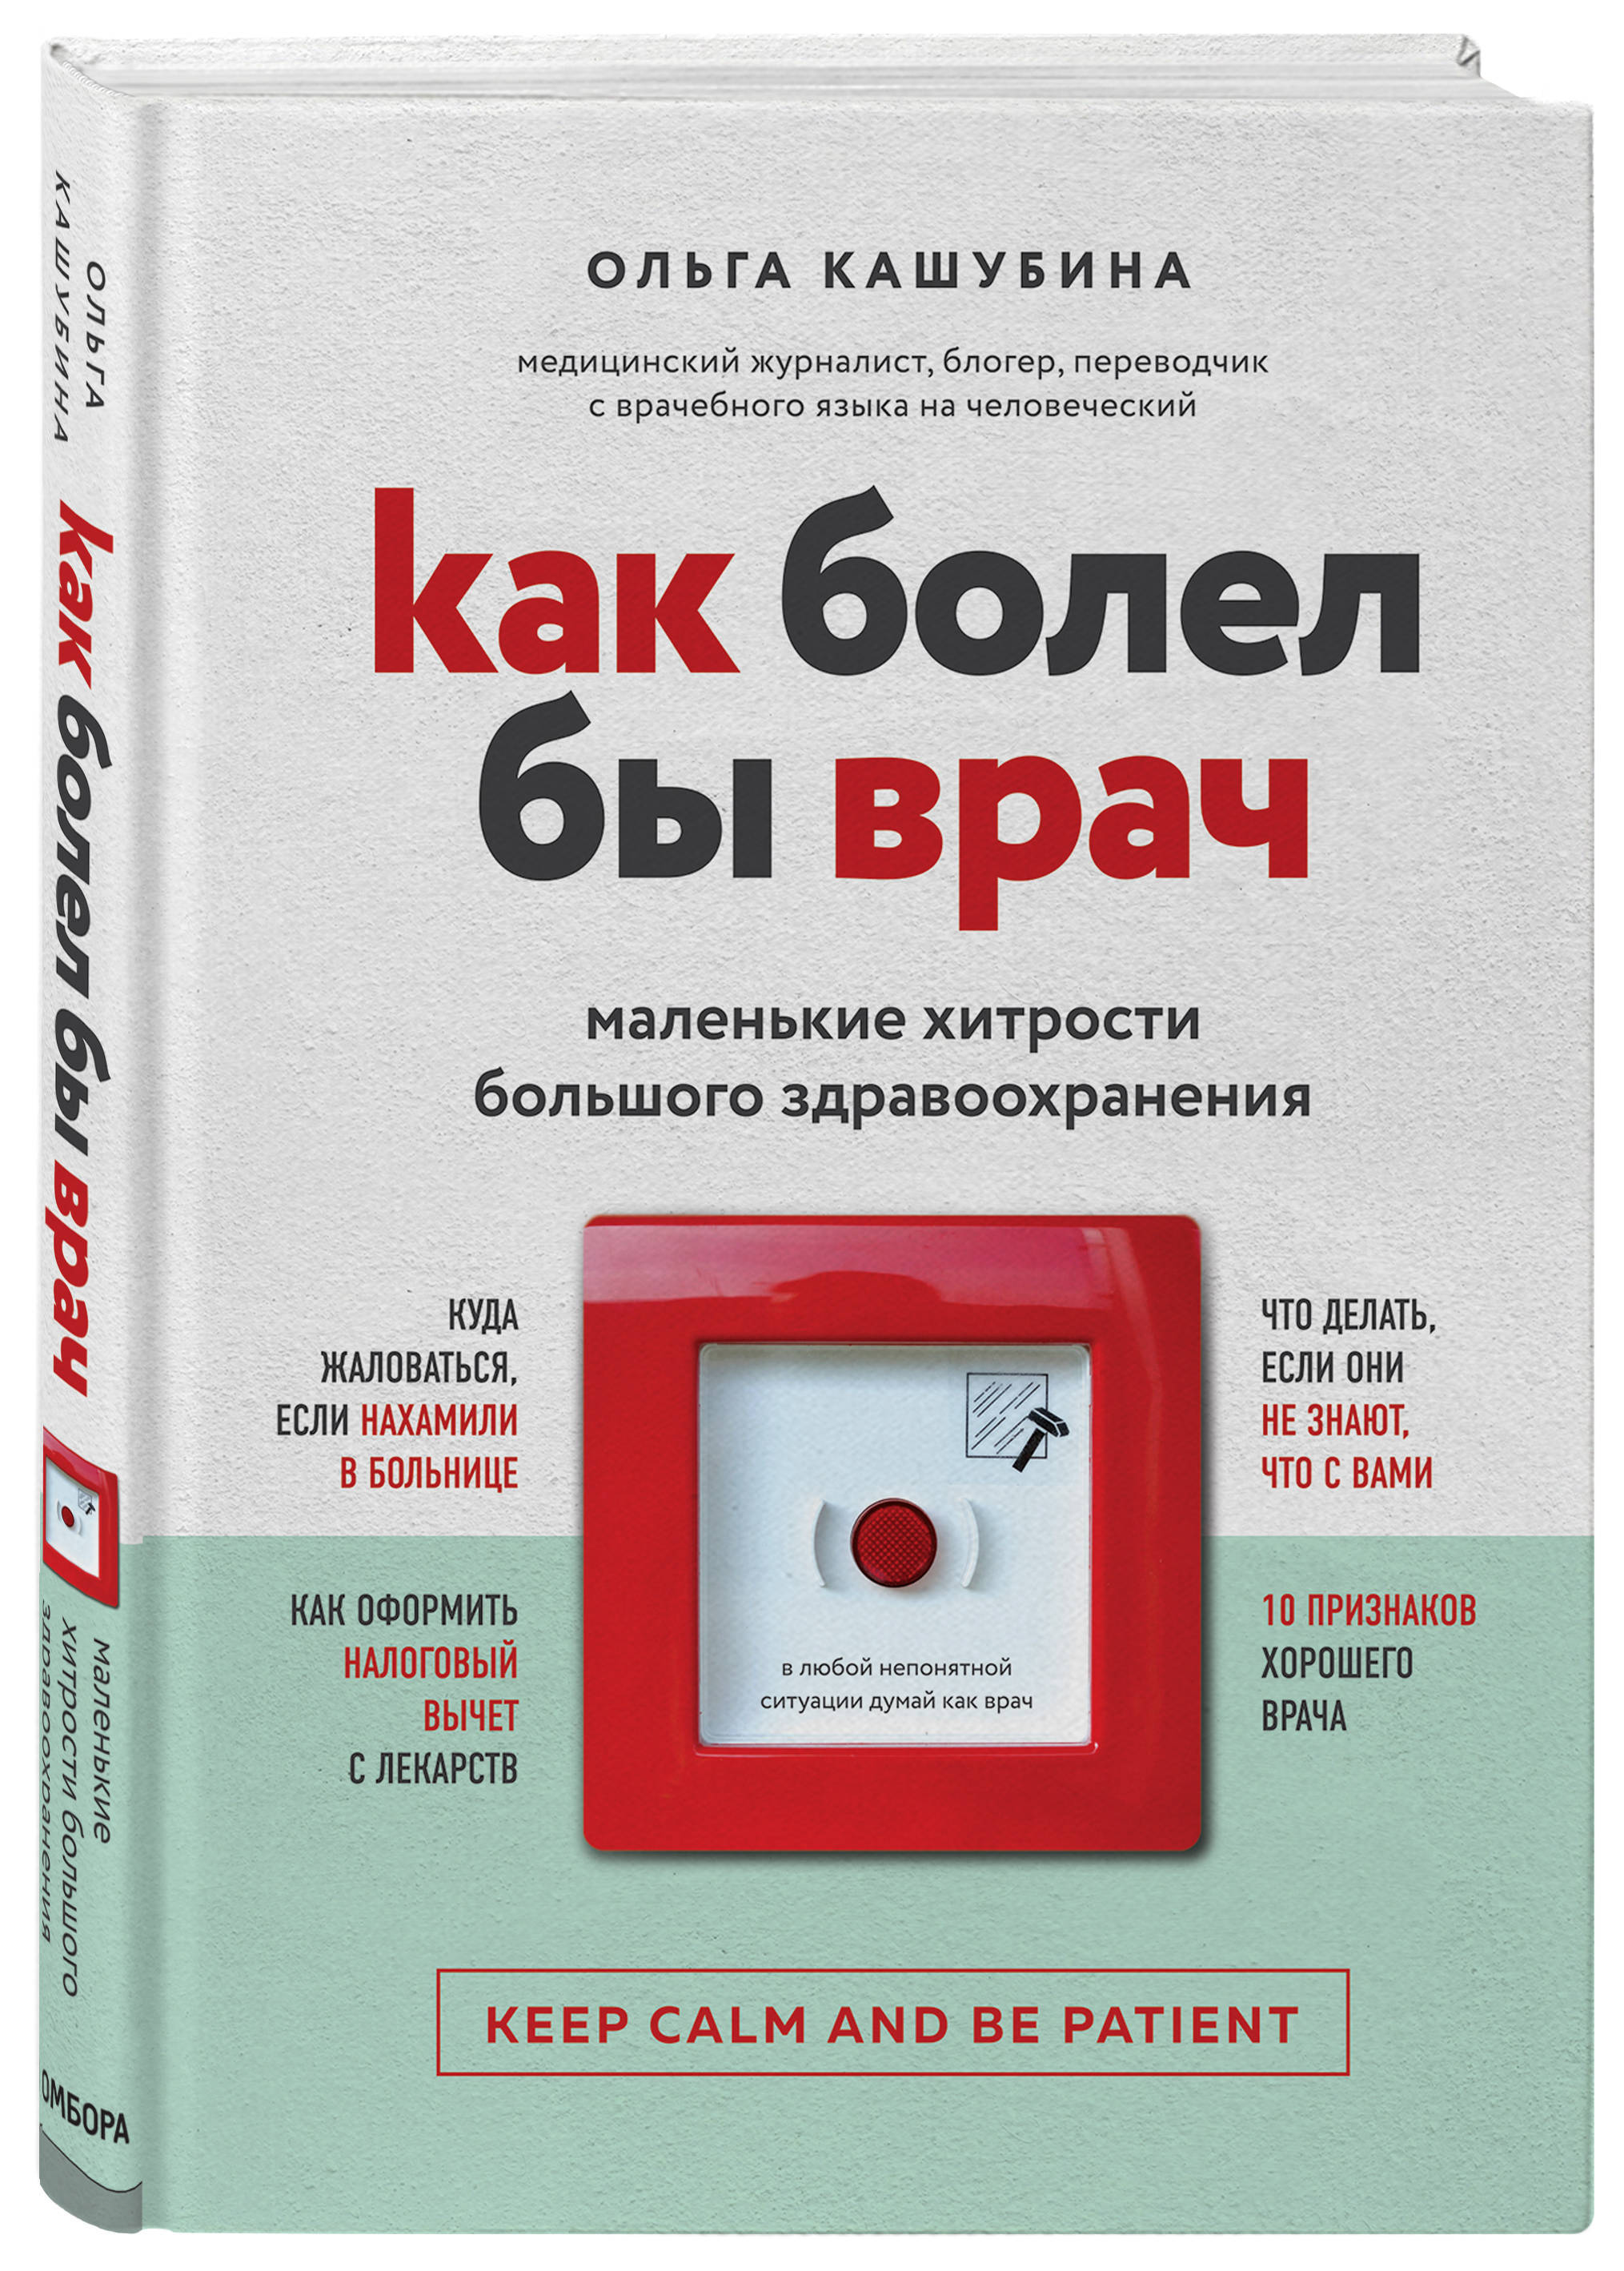 ОЛЬГА КАШУБИНА
медицинский журналист, блогер, переводчик
с врачебного языка на человеческий
как болел
бы врач
маленькие хитрости
большого здравоохранения
КУДА
ЖАЛОВАТЬСЯ,
ЕСЛИ НАХАМИЛИ
В БОЛЬНИЦЕ
КАК ОФОРМИТЬ
НАЛОГОВЫЙ
ВЫЧЕТ
С ЛЕКАРСТВ
ЧТО ДЕЛАТЬ,
ЕСЛИ ОНИ
НЕ ЗНАЮТ,
ЧТО С ВАМИ
10 ПРИЗНАКОВ
ХОРОШЕГО
ВРАЧА
в любой непонятной
ситуации думай как врач
KEEP CALM AND BE PATIENT
ОЛЬГА
КАШУБИНА
как болел бы врач
маленькие
хитрости большого
здравоохранения
ОМБОРА